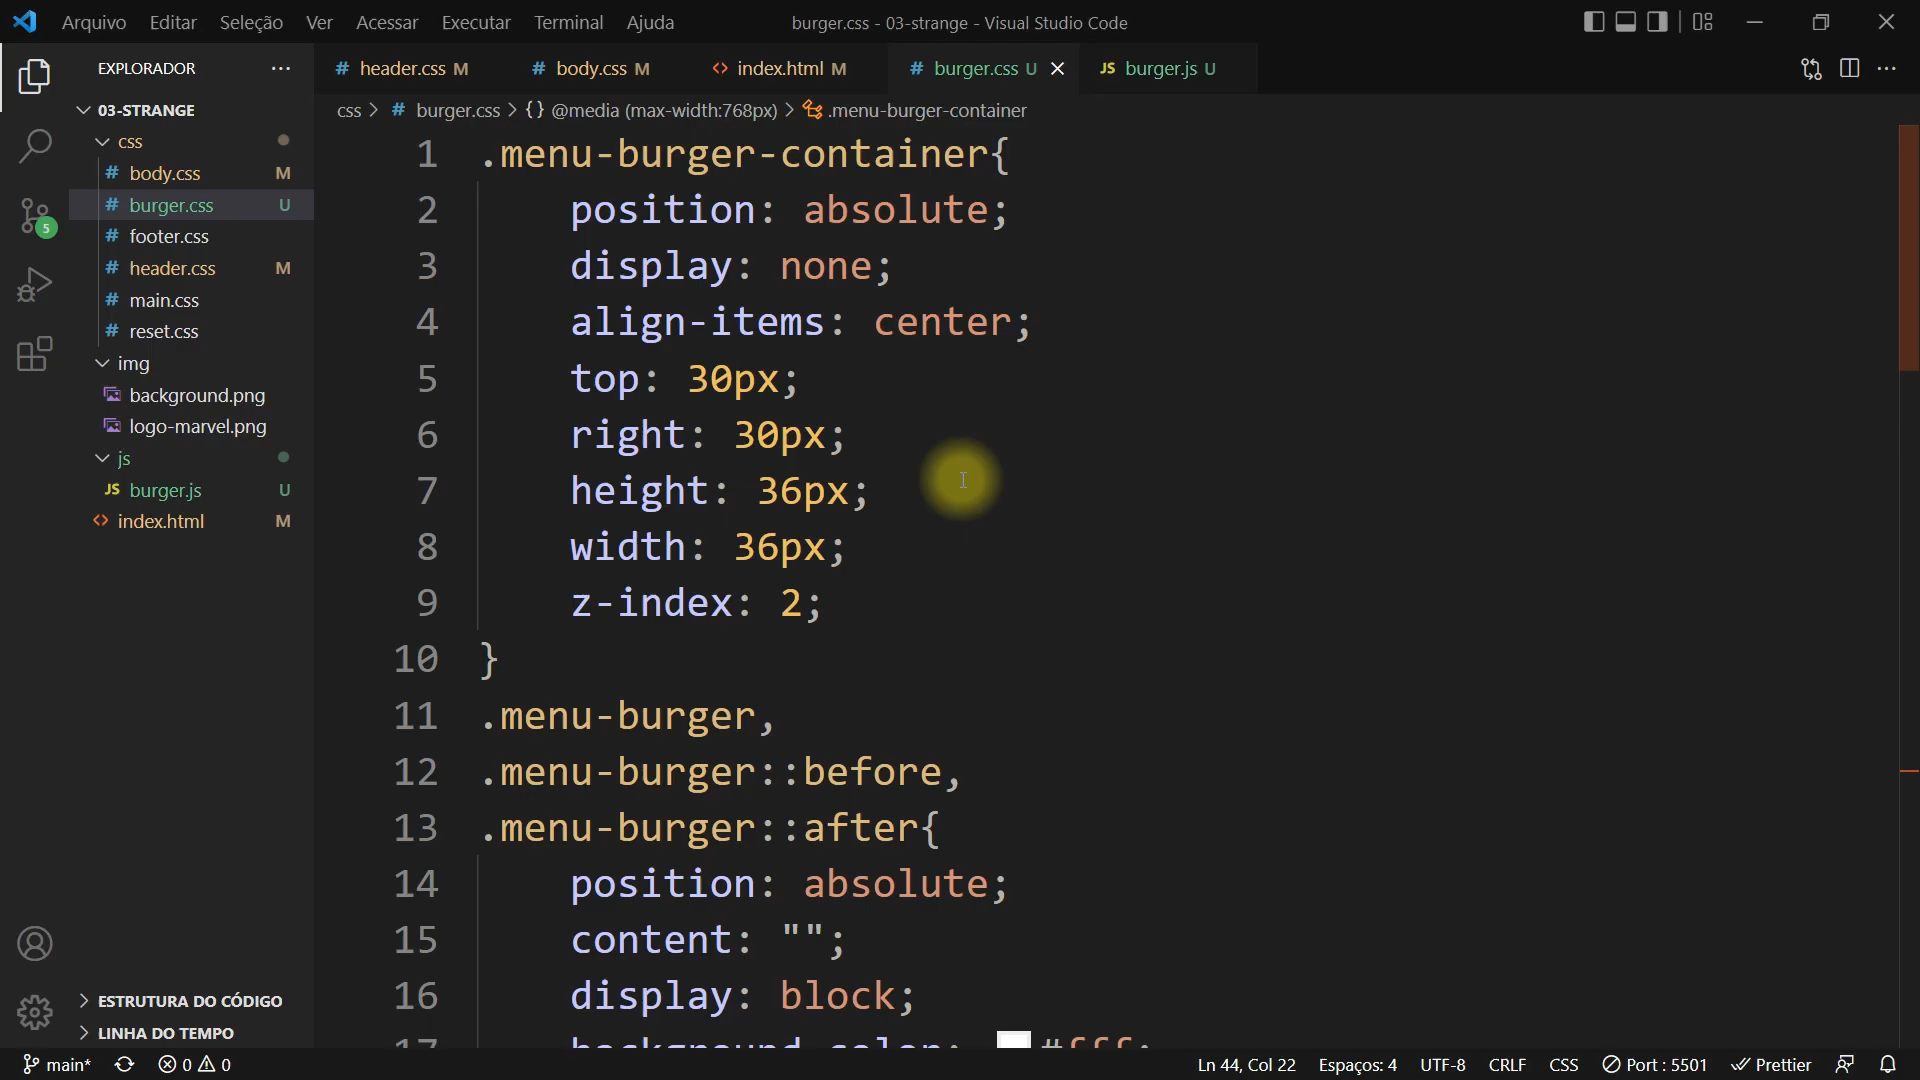 Arquivo Editar Seleção Ver Acessar Executar Terminal Ajuda
burger.css - 03-strange - Visual Studio Code
EXPLORADOR ···
# header.css M
# body.css M
<> index.html M
# burger.css U
JS burger.js U
css > # burger.css > {} @media (max-width:768px) > .menu-burger-container
03-STRANGE
css
# body.css M
# burger.css U
# footer.css
# header.css M
# main.css
# reset.css
img
background.png
logo-marvel.png
js
JS burger.js U
<> index.html M
5
ESTRUTURA DO CÓDIGO
LINHA DO TEMPO
1 .menu-burger-container{
2 position: absolute;
3 display: none;
4 align-items: center;
5 top: 30px;
6 right: 30px;
7 height: 36px;
8 width: 36px;
9 z-index: 2;
10 }
11 .menu-burger,
12 .menu-burger::before,
13 .menu-burger::after{
14 position: absolute;
15 content: "";
16 display: block;
17 background-color: #fff;
main* 0 0 Ln 44, Col 22 Espaços: 4 UTF-8 CRLF CSS Port : 5501 Prettier